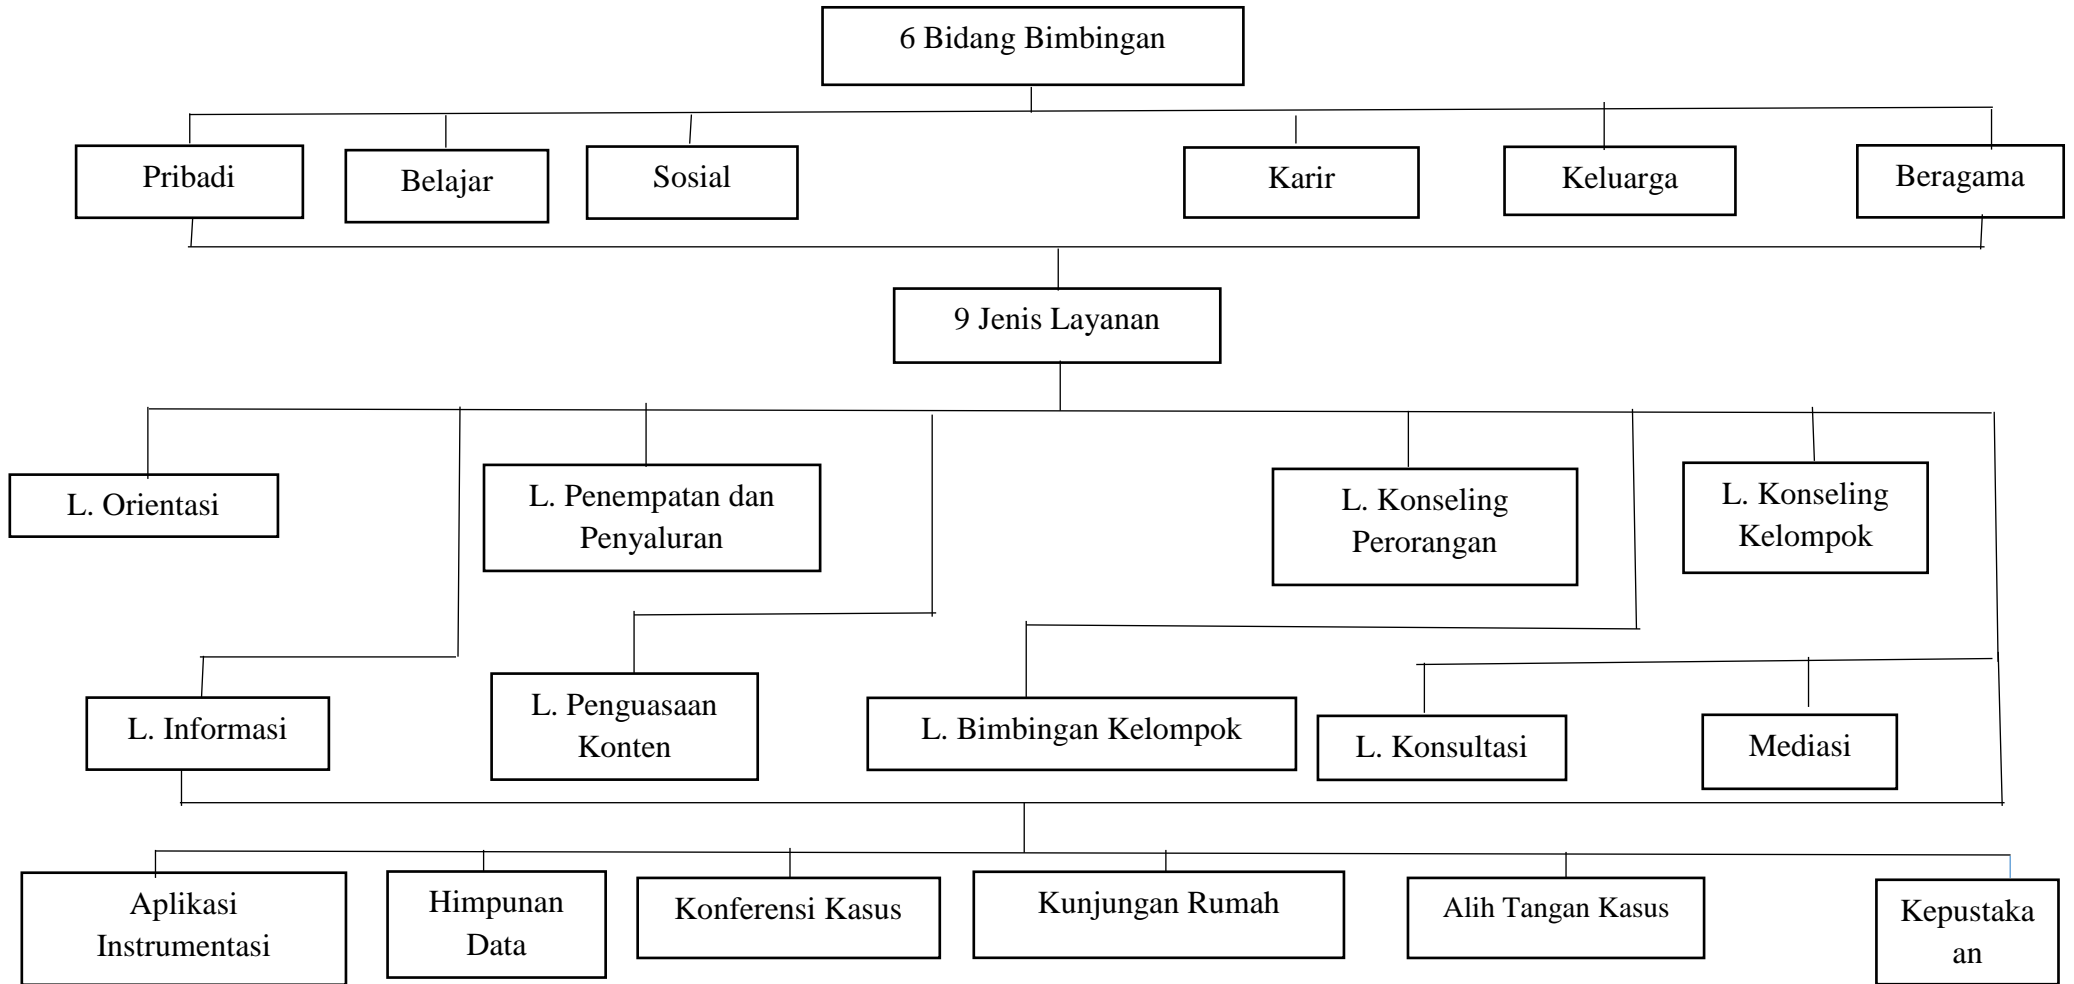 6 Bidang Bimbingan
Pribadi
Belajar
Sosial
Karir
Keluarga
Beragama
9 Jenis Layanan
L. Orientasi
L. Penempatan dan
Penyaluran
L. Konseling
Perorangan
L. Konseling
Kelompok
L. Informasi
L. Penguasaan
Konten
L. Bimbingan Kelompok
L. Konsultasi
Mediasi
Aplikasi
Instrumentasi
Himpunan
Data
Konferensi Kasus
Kunjungan Rumah
Alih Tangan Kasus
Kepustaka
an